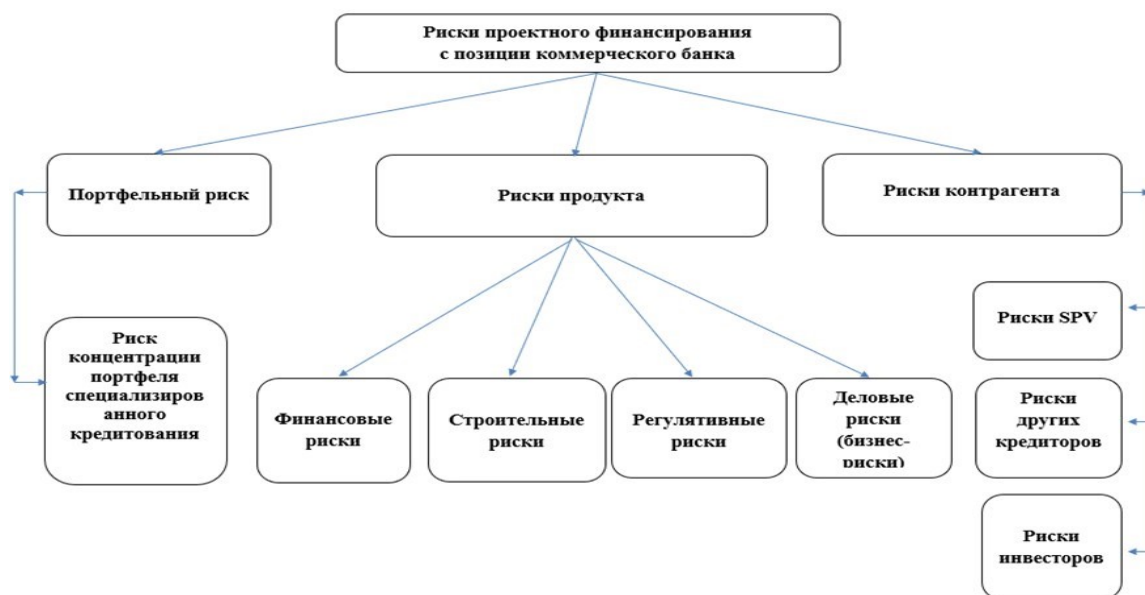 Риски проектного финансирования
с позиции коммерческого банка
Портфельный риск
Риски продукта
Риски контрагента
Риск
концентрации
портфеля
специализиров
анного
кредитования
Финансовые
риски
Строительные
риски
Регулятивные
риски
Деловые
риски
(бизнес-
риски)
Риски SPV
Риски
других
кредиторов
Риски
инвесторов